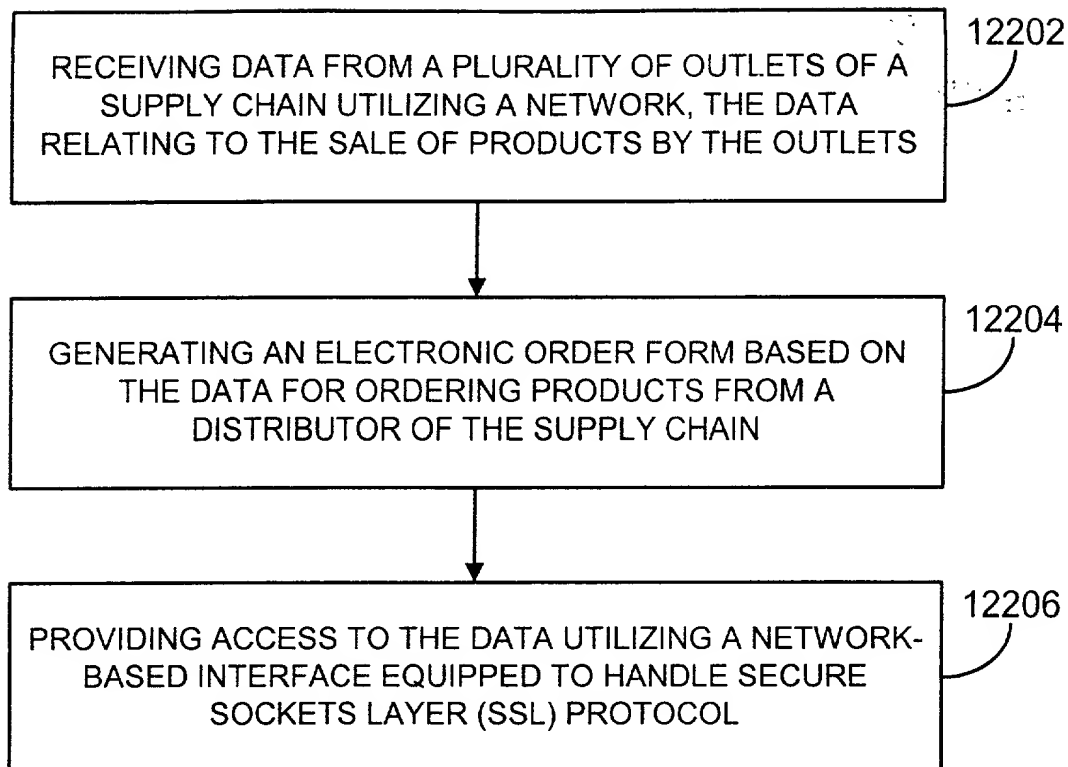 12202
RECEIVING DATA FROM A PLURALITY OF OUTLETS OF A
SUPPLY CHAIN UTILIZING A NETWORK, THE DATA
RELATING TO THE SALE OF PRODUCTS BY THE OUTLETS
12204
GENERATING AN ELECTRONIC ORDER FORM BASED ON
THE DATA FOR ORDERING PRODUCTS FROM A
DISTRIBUTOR OF THE SUPPLY CHAIN
12206
PROVIDING ACCESS TO THE DATA UTILIZING A NETWORK-
BASED INTERFACE EQUIPPED TO HANDLE SECURE
SOCKETS LAYER (SSL) PROTOCOL